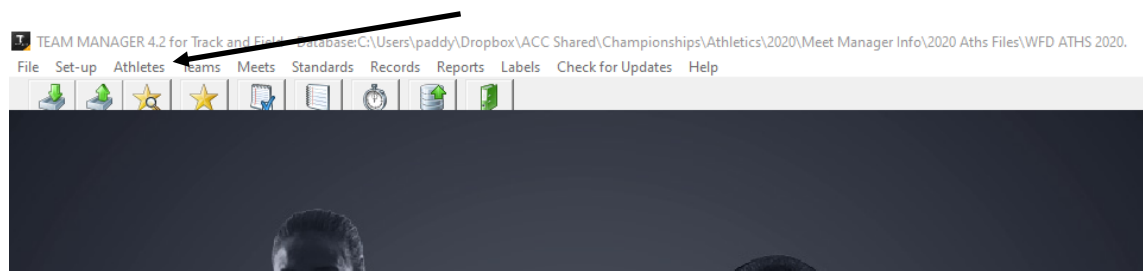 TEAM MANAGER 4.2 for Track and Field - Database:C:\Users\paddy\Dropbox\ACC Shared\Championships\Athletics\2020\Meet Manager Info\2020 Aths Files\WFD ATHS 2020.
File Set-up Athletes Teams Meets Standards Records Reports Labels Check for Updates Help